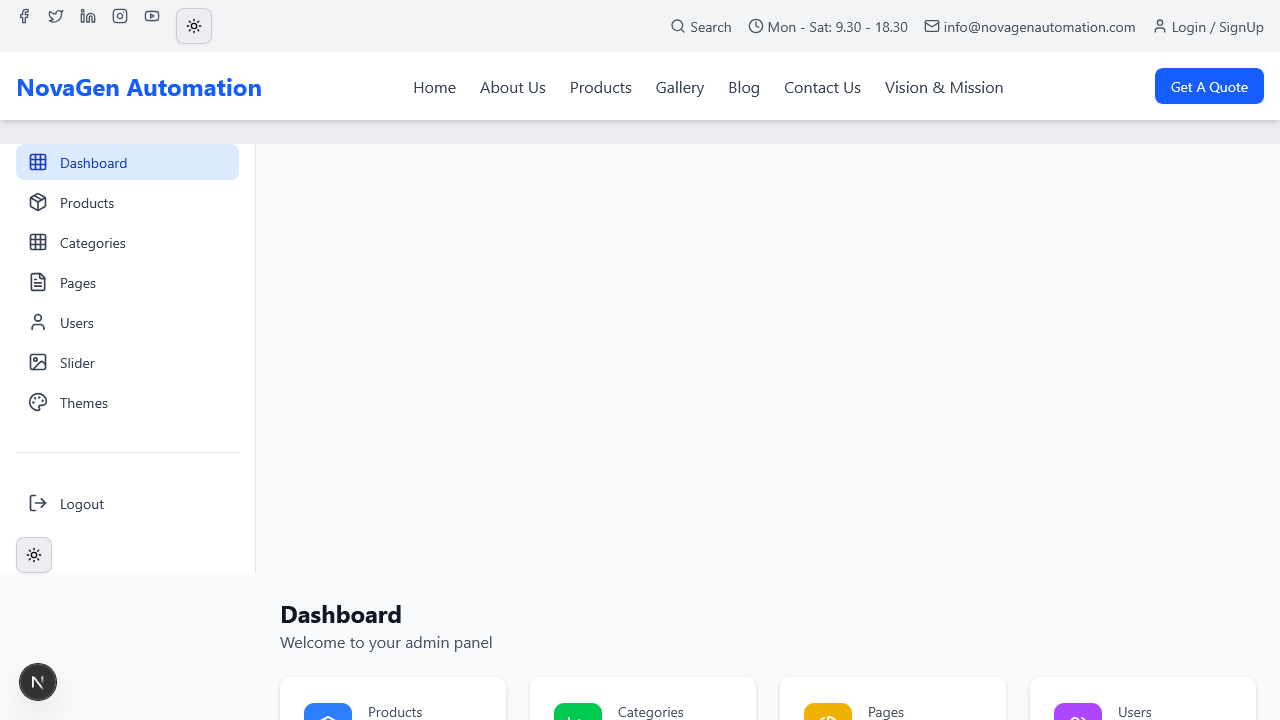 Search
Mon - Sat: 9.30 - 18.30
info@novagenautomation.com
Login / SignUp
NovaGen Automation
Home
About Us
Products
Gallery
Blog
Contact Us
Vision & Mission
Get A Quote
Dashboard
Products
Categories
Pages
Users
Slider
Themes
Logout
Dashboard
Welcome to your admin panel
N
Products
Categories
Pages
Users